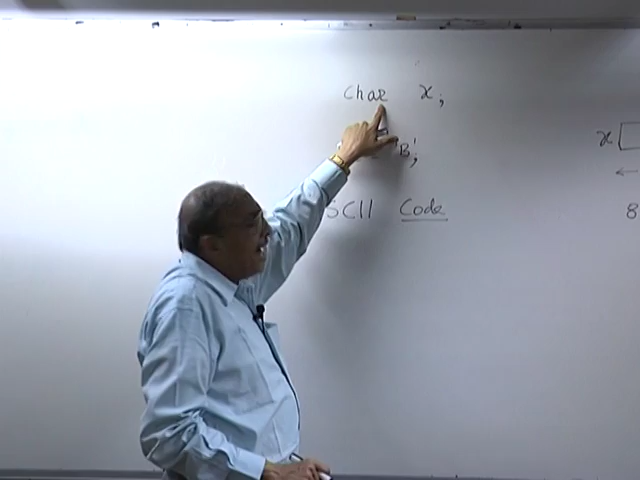 Char x;
'B';
x
SCII Code
8